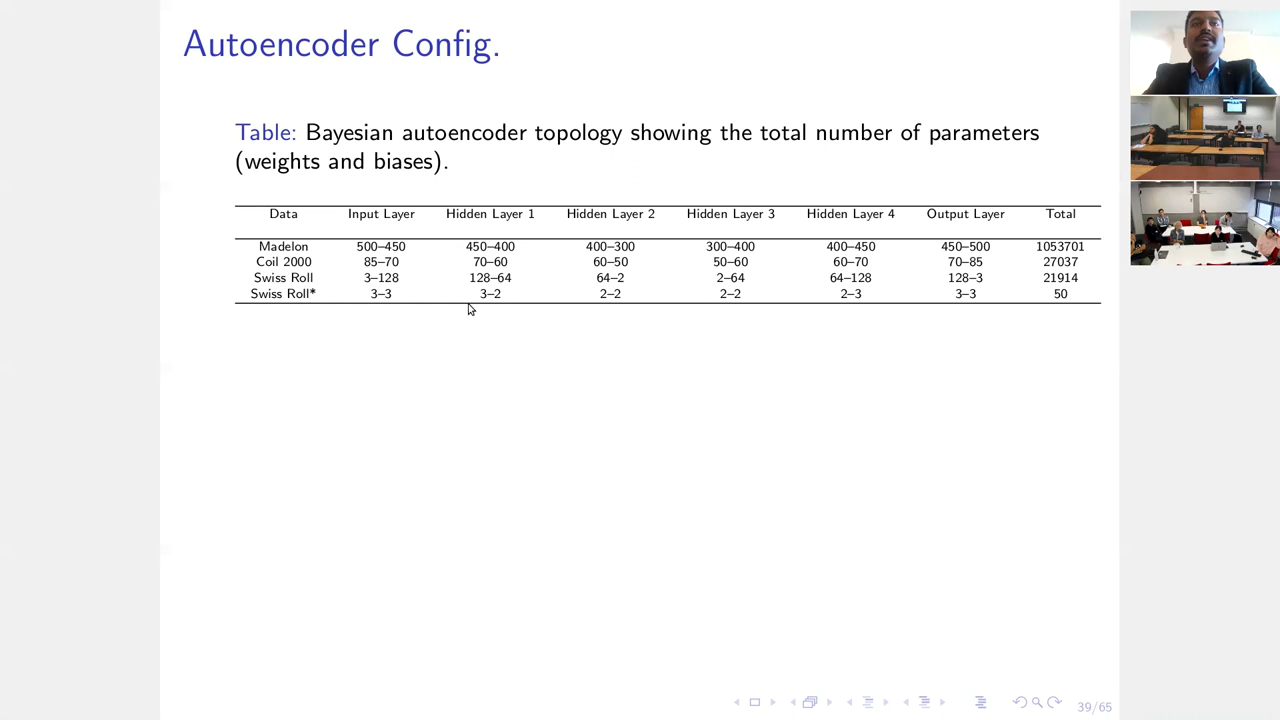 Autoencoder Config.
Table: Bayesian autoencoder topology showing the total number of parameters
(weights and biases).
Data Input Layer Hidden Layer 1 Hidden Layer 2 Hidden Layer 3 Hidden Layer 4 Output Layer Total
Madelon 500–450 450–400 400–300 300–400 400–450 450–500 1053701
Coil 2000 85–70 70–60 60–50 50–60 60–70 70–85 27037
Swiss Roll 3–128 128–64 64–2 2–64 64–128 128–3 21914
Swiss Roll* 3–3 3–2 2–2 2–2 2–3 3–3 50
39/65